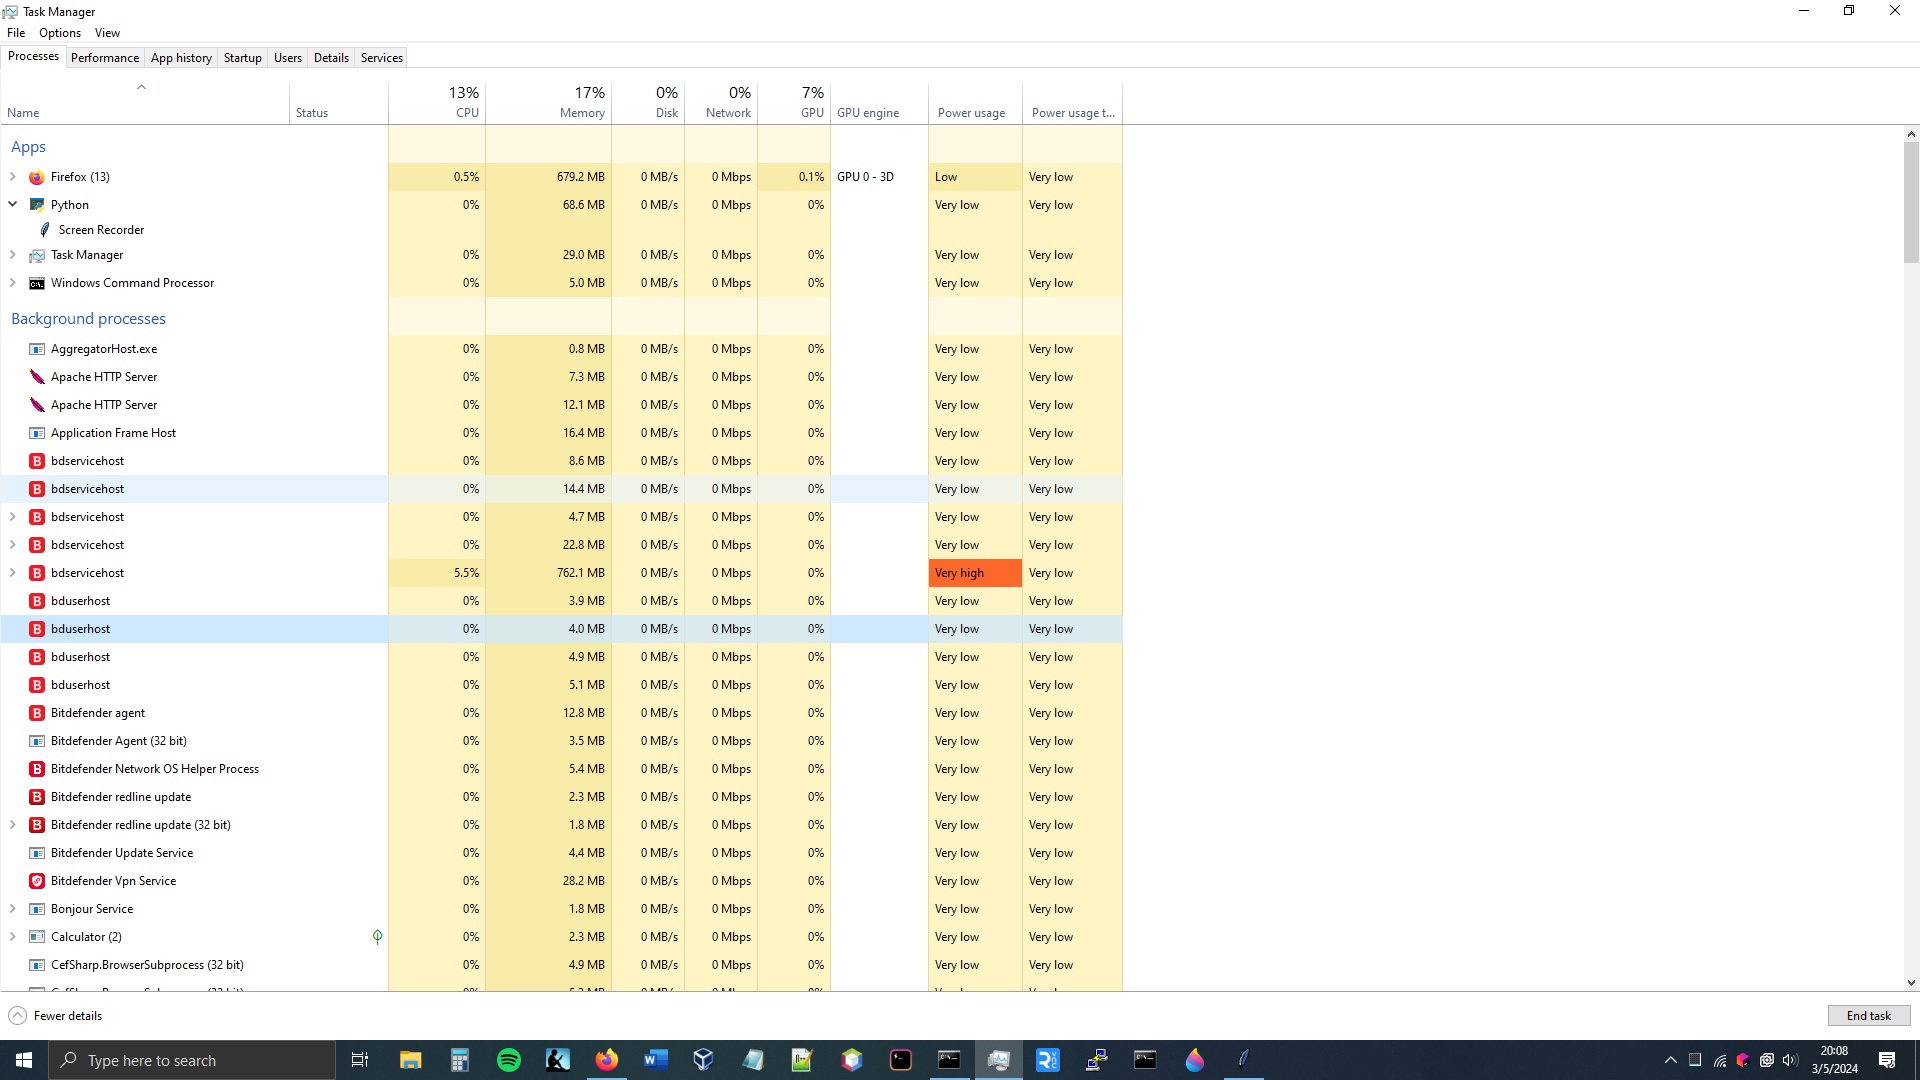 Task Manager
File Options View
Processes Performance App history Startup Users Details Services
13% 17% 0% 0% 7%
Name Status CPU Memory Disk Network GPU GPU engine Power usage Power usage t...
Apps
Firefox (13) 0.5% 679.2 MB 0 MB/s 0 Mbps 0.1% GPU 0 - 3D Low Very low
Python 0% 68.6 MB 0 MB/s 0 Mbps 0% Very low Very low
Screen Recorder
Task Manager 0% 29.0 MB 0 MB/s 0 Mbps 0% Very low Very low
Windows Command Processor 0% 5.0 MB 0 MB/s 0 Mbps 0% Very low Very low
Background processes
AggregatorHost.exe 0% 0.8 MB 0 MB/s 0 Mbps 0% Very low Very low
Apache HTTP Server 0% 7.3 MB 0 MB/s 0 Mbps 0% Very low Very low
Apache HTTP Server 0% 12.1 MB 0 MB/s 0 Mbps 0% Very low Very low
Application Frame Host 0% 16.4 MB 0 MB/s 0 Mbps 0% Very low Very low
bdservicehost 0% 8.6 MB 0 MB/s 0 Mbps 0% Very low Very low
bdservicehost 0% 14.4 MB 0 MB/s 0 Mbps 0% Very low Very low
bdservicehost 0% 4.7 MB 0 MB/s 0 Mbps 0% Very low Very low
bdservicehost 0% 22.8 MB 0 MB/s 0 Mbps 0% Very low Very low
bdservicehost 5.5% 762.1 MB 0 MB/s 0 Mbps 0% Very high Very low
bduserhost 0% 3.9 MB 0 MB/s 0 Mbps 0% Very low Very low
bduserhost 0% 4.0 MB 0 MB/s 0 Mbps 0% Very low Very low
bduserhost 0% 4.9 MB 0 MB/s 0 Mbps 0% Very low Very low
bduserhost 0% 5.1 MB 0 MB/s 0 Mbps 0% Very low Very low
Bitdefender agent 0% 12.8 MB 0 MB/s 0 Mbps 0% Very low Very low
Bitdefender Agent (32 bit) 0% 3.5 MB 0 MB/s 0 Mbps 0% Very low Very low
Bitdefender Network OS Helper Process 0% 5.4 MB 0 MB/s 0 Mbps 0% Very low Very low
Bitdefender redline update 0% 2.3 MB 0 MB/s 0 Mbps 0% Very low Very low
Bitdefender redline update (32 bit) 0% 1.8 MB 0 MB/s 0 Mbps 0% Very low Very low
Bitdefender Update Service 0% 4.4 MB 0 MB/s 0 Mbps 0% Very low Very low
Bitdefender Vpn Service 0% 28.2 MB 0 MB/s 0 Mbps 0% Very low Very low
Bonjour Service 0% 1.8 MB 0 MB/s 0 Mbps 0% Very low Very low
Calculator (2) 0% 2.3 MB 0 MB/s 0 Mbps 0% Very low Very low
CefSharp.BrowserSubprocess (32 bit) 0% 4.9 MB 0 MB/s 0 Mbps 0% Very low Very low
Fewer details End task
Type here to search
20:08
3/5/2024